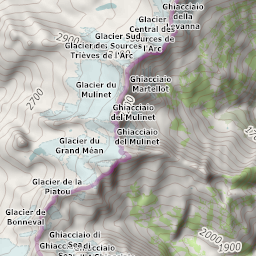 Ghiacciaio
della
Levanna
Glacier
Central des
Sources de
l'Arc
Glacier Sud
Glacier des Sources
Trièves de l'Arc
2900
Ghiacciaio
Martellot
Glacier du
Mulinet
2700
Ghiacciaio
del Mulinet
Ghiacciaio
del Mulinet
Glacier du
Grand Méan
Glacier de la
Piatou
Glacier de
Bonneval
Ghiacciaio di
Sea
2000
1900